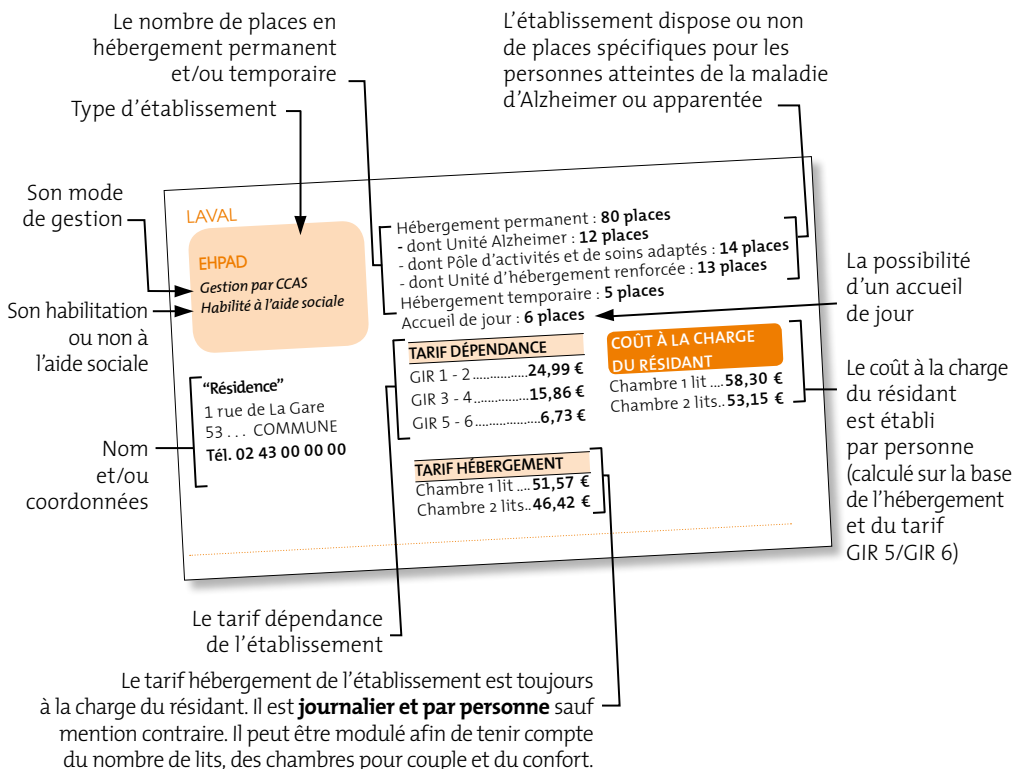 Le nombre de places en
hébergement permanent
et/ou temporaire
L'établissement dispose ou non
de places spécifiques pour les
personnes atteintes de la maladie
d'Alzheimer ou apparentée
Type d'établissement
Son mode
de gestion
Son habilitation
ou non à
l'aide sociale
Nom
et/ou
coordonnées
LAVAL
EHPAD
Gestion par CCAS
Habilité à l'aide sociale
"Résidence"
1 rue de La Gare
53 . . . COMMUNE
Tél. 02 43 00 00 00
Hébergement permanent : 80 places
- dont Unité Alzheimer : 12 places
- dont Pôle d'activités et de soins adaptés : 14 places
- dont Unité d'hébergement renforcée : 13 places
Hébergement temporaire : 5 places
Accueil de jour : 6 places
TARIF DÉPENDANCE
GIR 1 - 2.................24,99 €
GIR 3 - 4.................15,86 €
GIR 5 - 6....................6,73 €
COÛT À LA CHARGE
DU RÉSIDANT
Chambre 1 lit ....58,30 €
Chambre 2 lits..53,15 €
TARIF HÉBERGEMENT
Chambre 1 lit ....51,57 €
Chambre 2 lits..46,42 €
La possibilité
d'un accueil
de jour
Le coût à la charge
du résidant
est établi
par personne
(calculé sur la base
de l'hébergement
et du tarif
GIR 5/GIR 6)
Le tarif dépendance
de l'établissement
Le tarif hébergement de l'établissement est toujours
à la charge du résidant. Il est journalier et par personne sauf
mention contraire. Il peut être modulé afin de tenir compte
du nombre de lits, des chambres pour couple et du confort.